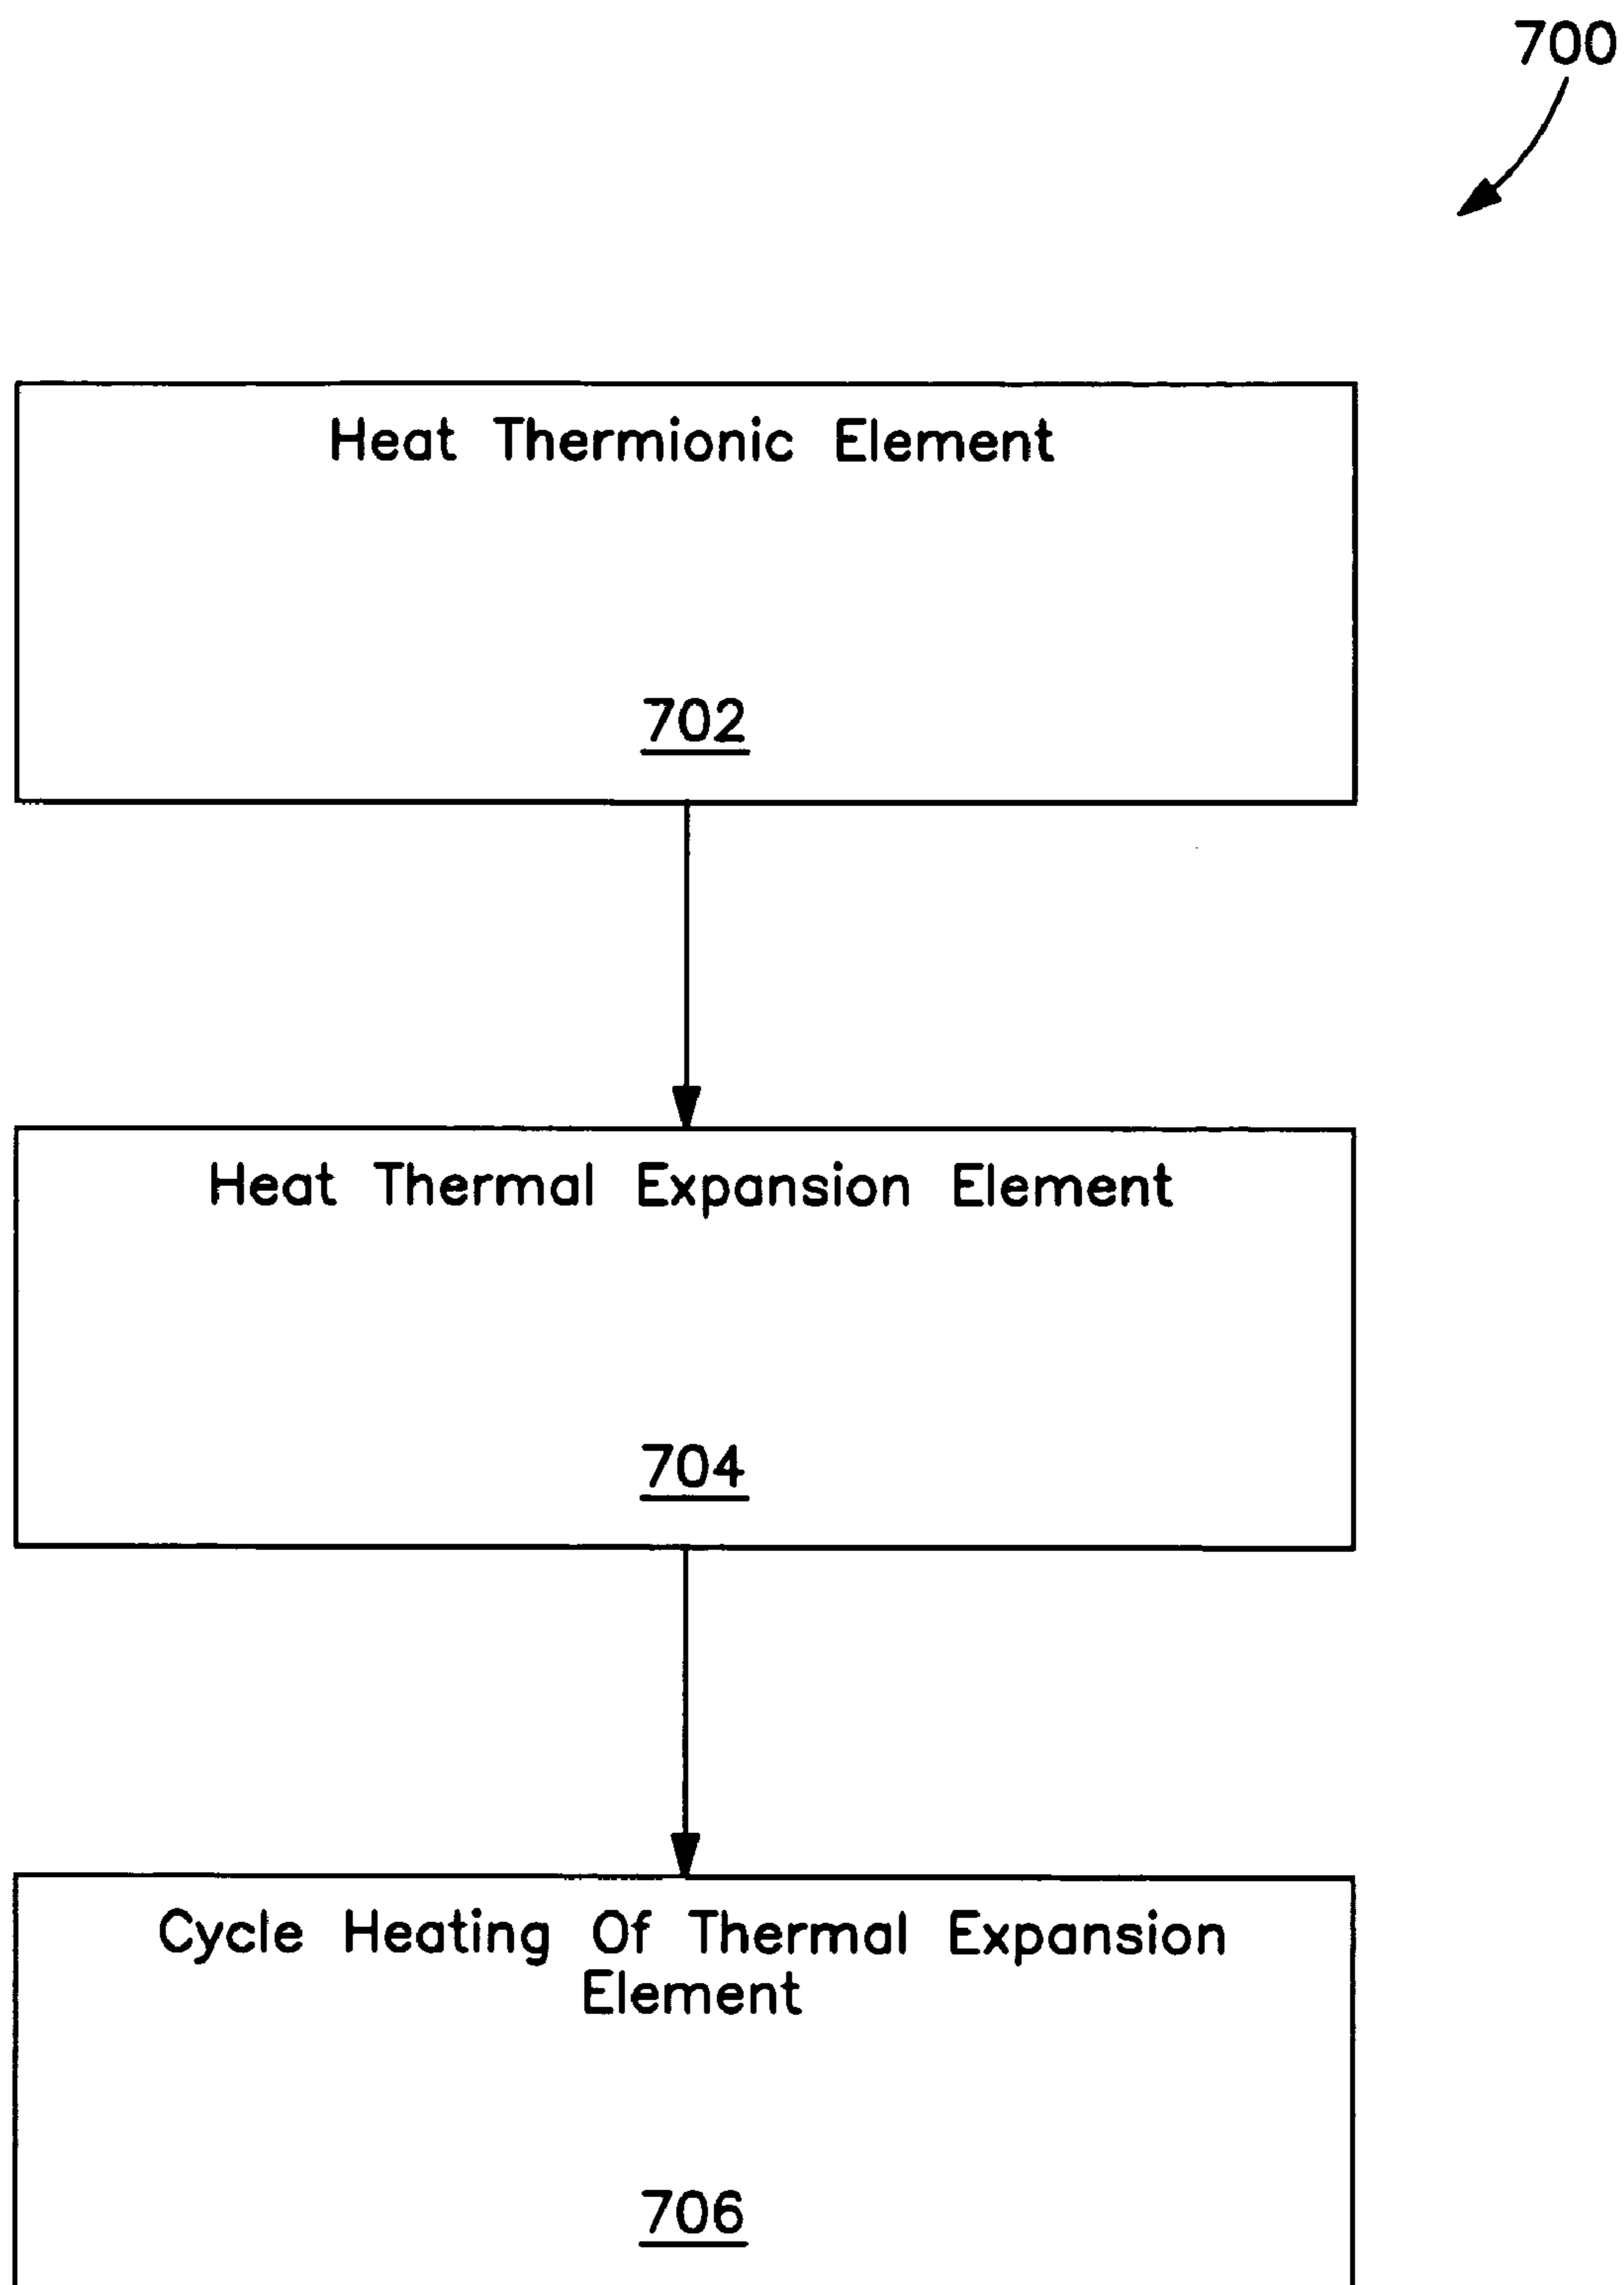 700
Heat Thermionic Element
702
Heat Thermal Expansion Element
704
Cycle Heating Of Thermal Expansion
Element
706